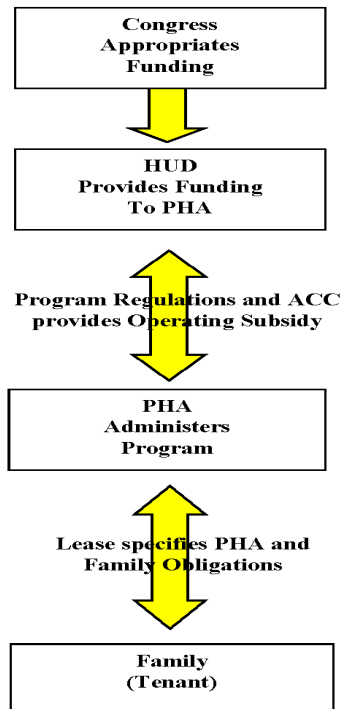 Congress
Appropriates
Funding
HUD
Provides Funding
To PHA
Program Regulations and ACC
provides Operating Subsidy
PHA
Administers
Program
Lease specifies PHA and
Family Obligations
Family
(Tenant)